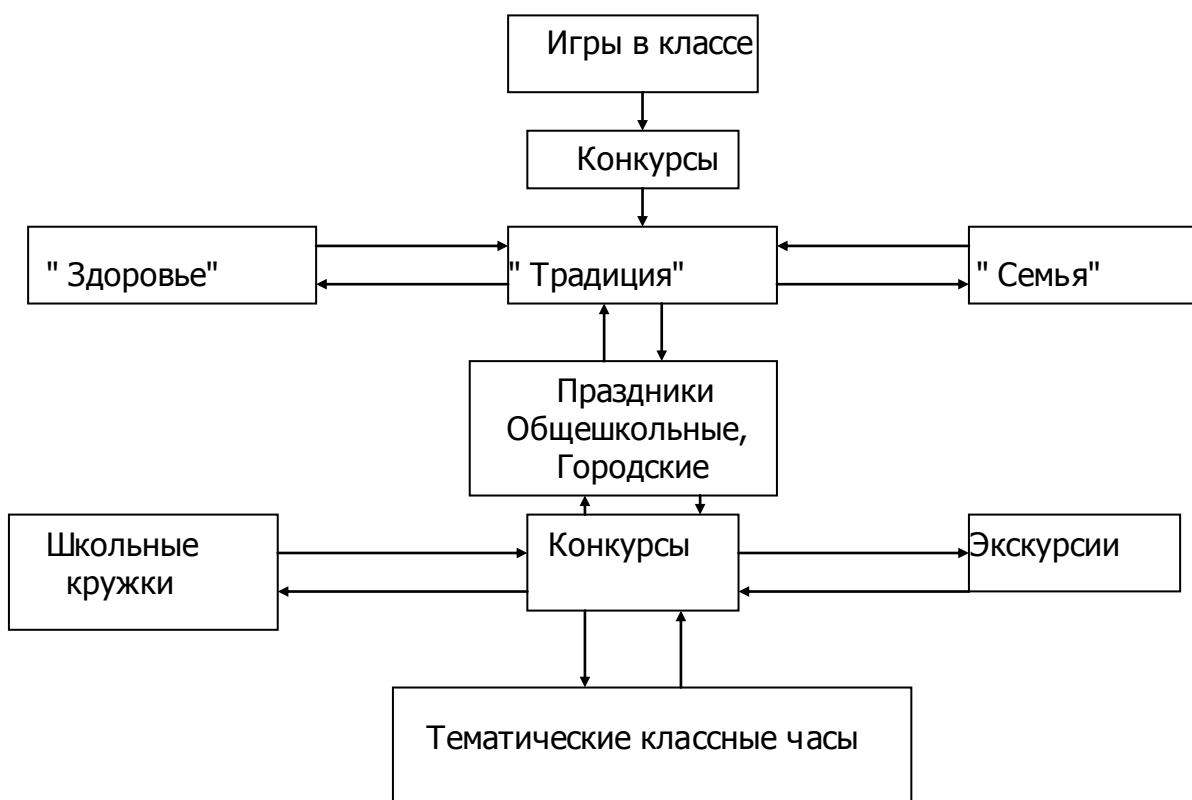 Игры в классе
Конкурсы
" Здоровье"
" Традиция"
" Семья"
Праздники
Общешкольные,
Городские
Школьные
кружки
Конкурсы
Экскурсии
Тематические классные часы